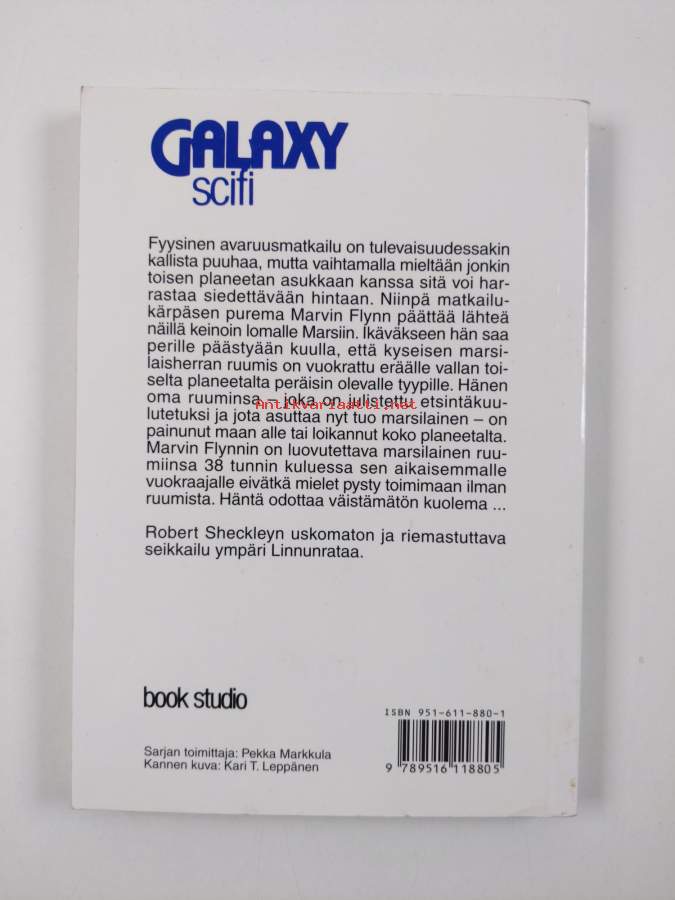 GALAXY
scifi
Fyysinen avaruusmatkailu on tulevaisuudessakin
kallista puuhaa, mutta vaihtamalla mieltään jonkin
toisen planeetan asukkaan kanssa sitä voi har-
rastaa siedettävään hintaan. Niinpä matkailu-
kärpäsen purema Marvin Flynn päättää lähteä
näillä keinoin lomalle Marsiin. Ikäväkseen hän saa
perille päästyään kuulla, että kyseisen marsi-
laisherran ruumis on vuokrattu eräälle vallan toi-
selta planeetalta peräisin olevalle tyypille. Hänen
oma ruumiinsa – joka on julistettu etsintäkuu-
Antikvariaatti.net
lutetuksi ja jota asuttaa nyt tuo marsilainen – on
painunut maan alle tai loikannut koko planeetalta.
Marvin Flynnin on luovutettava marsilainen ruu-
miinsa 38 tunnin kuluessa sen aikaisemmalle
vuokraajalle eivätkä mielet pysty toimimaan ilman
ruumista. Häntä odottaa väistämätön kuolema ...
Robert Sheckleyn uskomaton ja riemastuttava
seikkailu ympäri Linnunrataa.
book studio
Sarjan toimittaja: Pekka Markkula
Kannen kuva: Kari T. Leppänen
ISBN 951-611-880-1
9 789516 118805